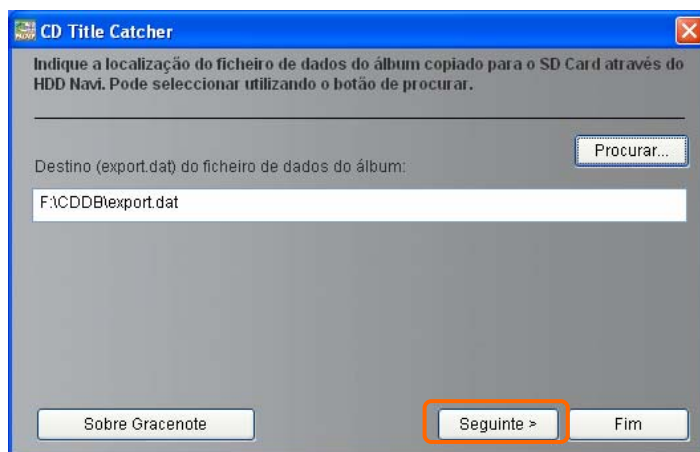 CD Title Catcher
Indique a localização do ficheiro de dados do álbum copiado para o SD Card através do
HDD Navi. Pode seleccionar utilizando o botão de procurar.
Procurar...
Destino (export.dat) do ficheiro de dados do álbum:
F:\CDDB\export.dat
Sobre Gracenote
Seguinte >
Fim